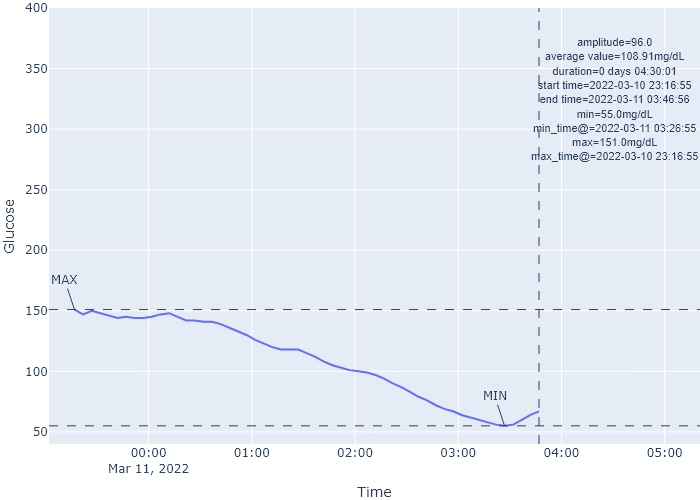 400
amplitude=96.0
average value=108.91mg/dL
350
duration=0 days 04:30:01
start time=2022-03-10 23:16:55
end time=2022-03-11 03:46:56
300
min=55.0mg/dL
min_time@=2022-03-11 03:26:55
max=151.0mg/dL
max_time@=2022-03-10 23:16:55
250
Glucose
200
MAX
150
100
MIN
50
00:00 01:00 02:00 03:00 04:00 05:00
Mar 11, 2022
Time